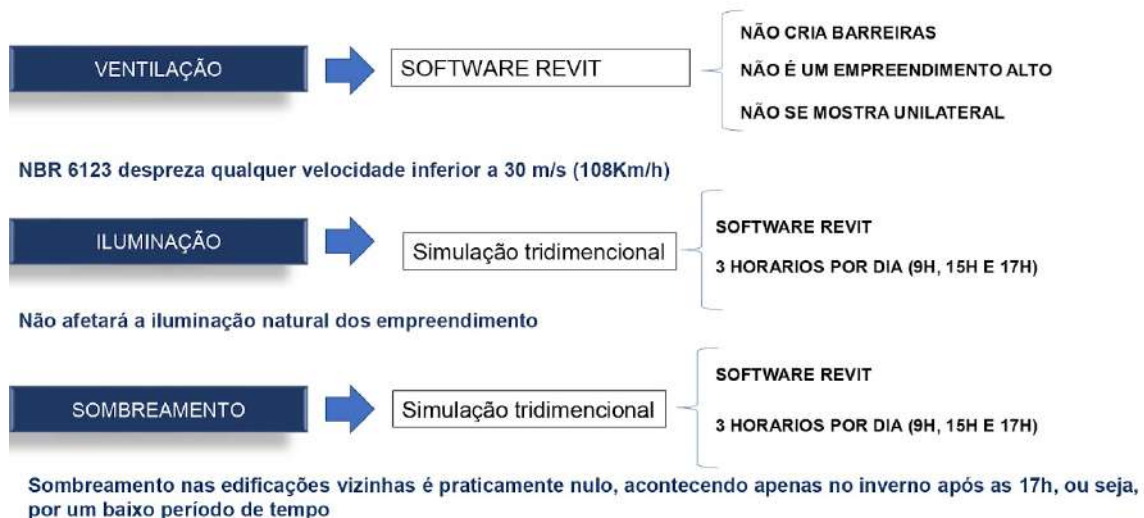 VENTILAÇÃO
SOFTWARE REVIT
NÃO CRIA BARREIRAS
NÃO É UM EMPREENDIMENTO ALTO
NÃO SE MOSTRA UNILATERAL
NBR 6123 despreza qualquer velocidade inferior a 30 m/s (108Km/h)
ILUMINAÇÃO
Simulação tridimencional
SOFTWARE REVIT
3 HORARIOS POR DIA (9H, 15H E 17H)
Não afetará a iluminação natural dos empreendimento
SOMBREAMENTO
Simulação tridimencional
SOFTWARE REVIT
3 HORARIOS POR DIA (9H, 15H E 17H)
Sombreamento nas edificações vizinhas é praticamente nulo, acontecendo apenas no inverno após as 17h, ou seja,
por um baixo período de tempo